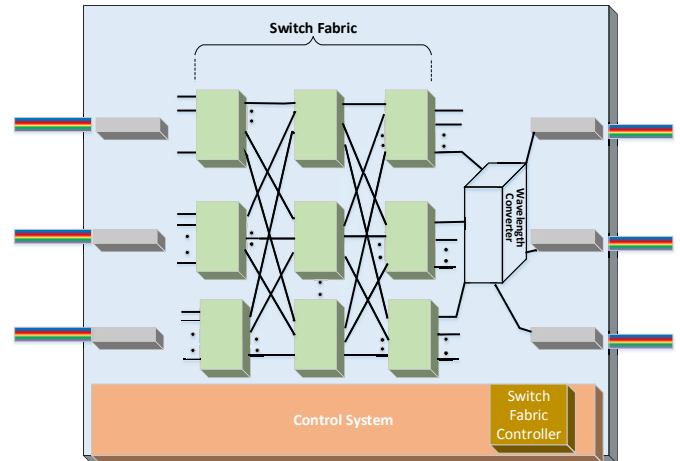 Switch Fabric
Wavelength
Converter
Control System
Switch
Fabric
Controller